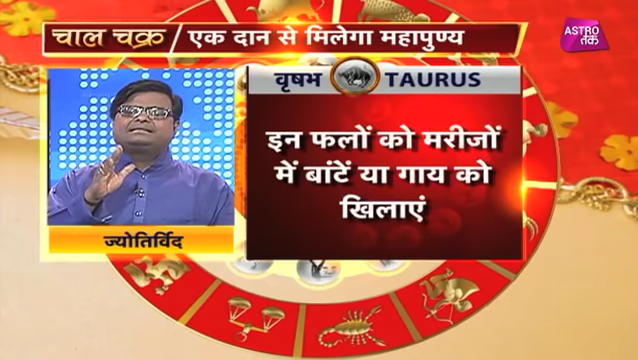 चाल चक्र / एक दान से मिलेगा महापुण्य
ASTRO
तक
वृषभ TAURUS
इन फलों को मरीजों
में बांटें या गाय को
खिलाएं
ज्योतिर्विद